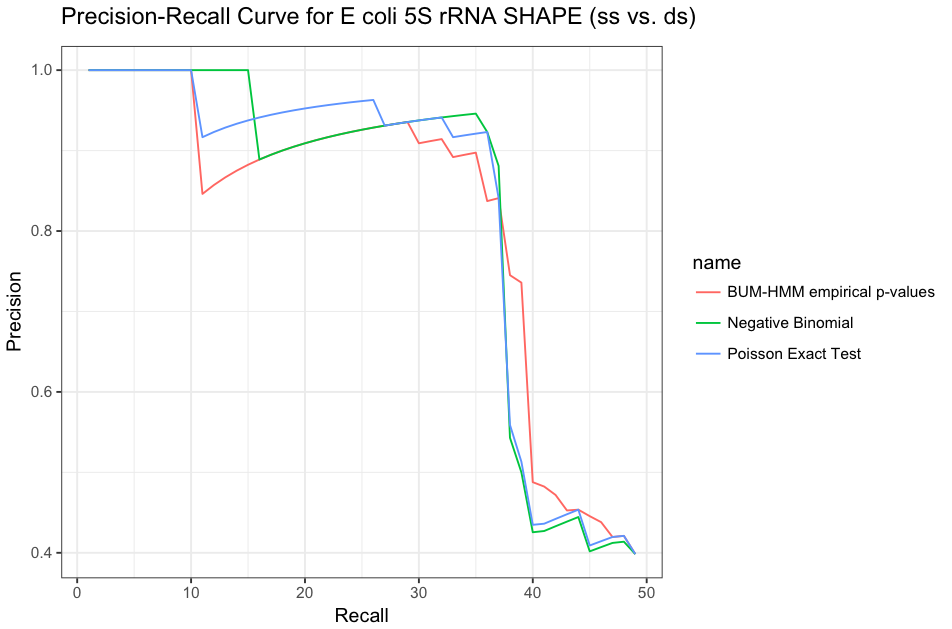 Precision-Recall Curve for E coli 5S rRNA SHAPE (ss vs. ds)
1.0
0.8
0.6
0.4
Precision
0
10
20
30
40
50
Recall
name
BUM-HMM empirical p-values
Negative Binomial
Poisson Exact Test